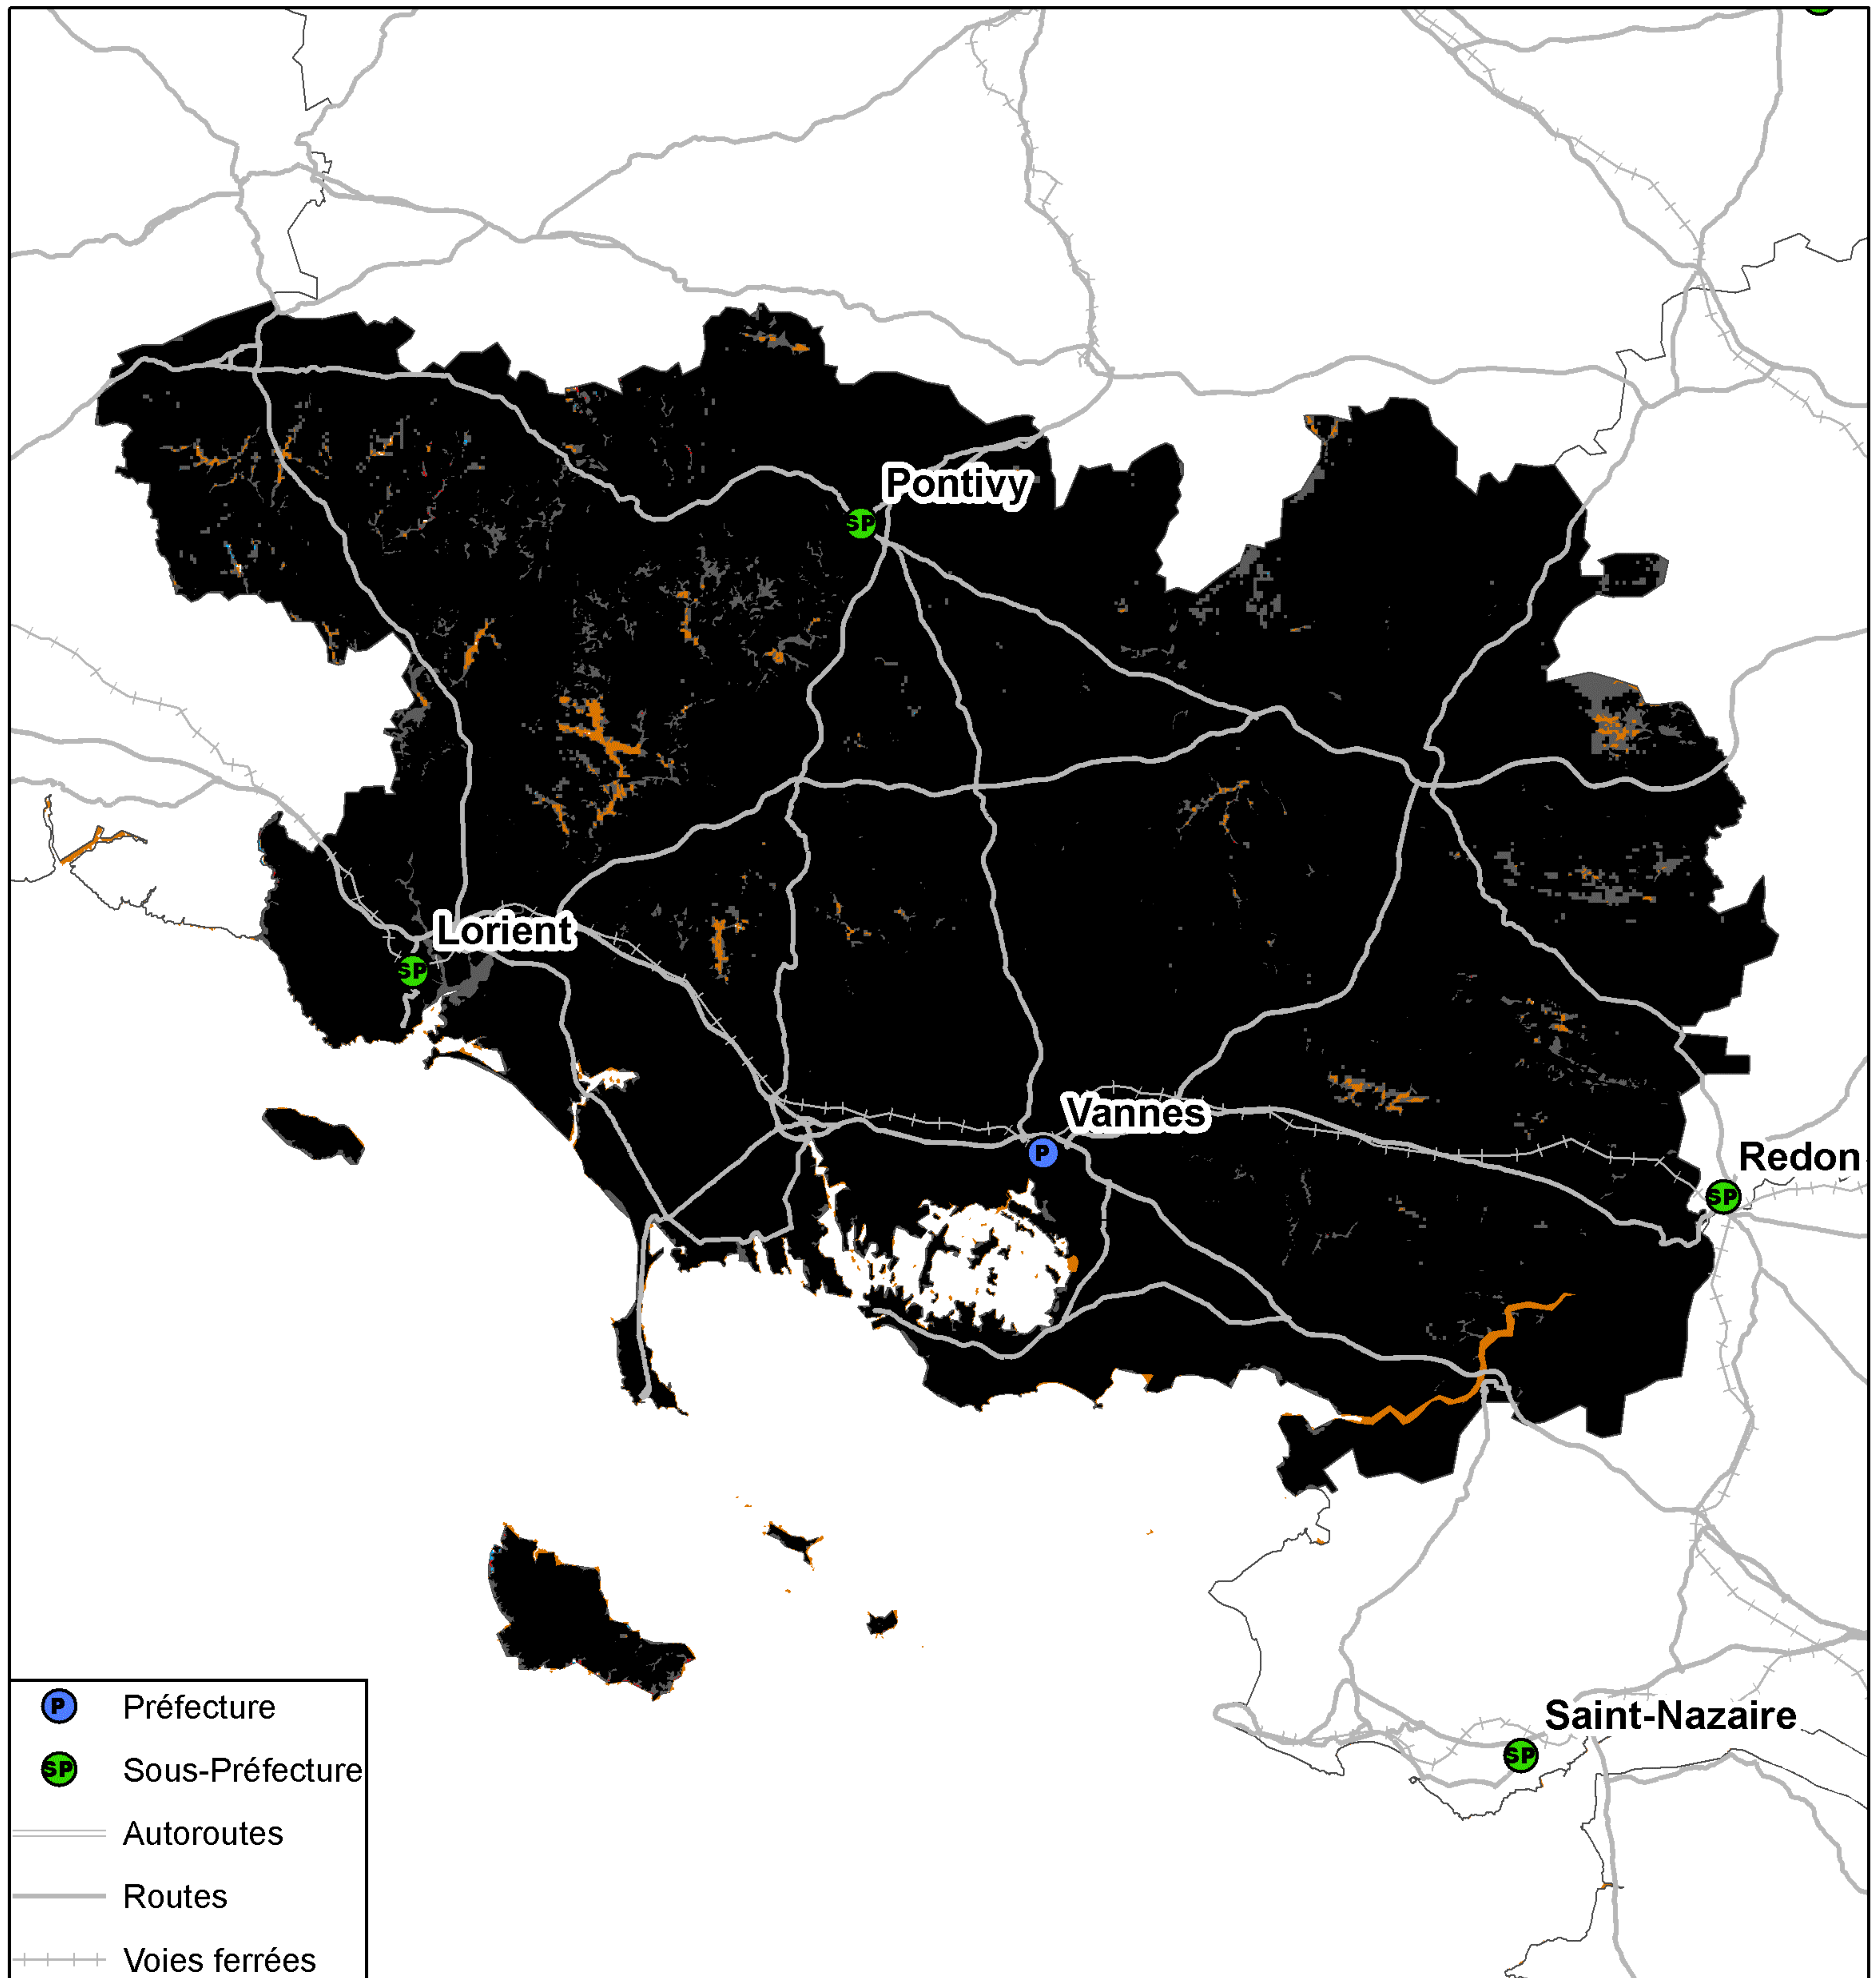 Pontivy
SP
Lorient
SP
Vannes
P
Redon
SP
Saint-Nazaire
SP
P Préfecture
SP Sous-Préfecture
Autoroutes
Routes
Voies ferrées